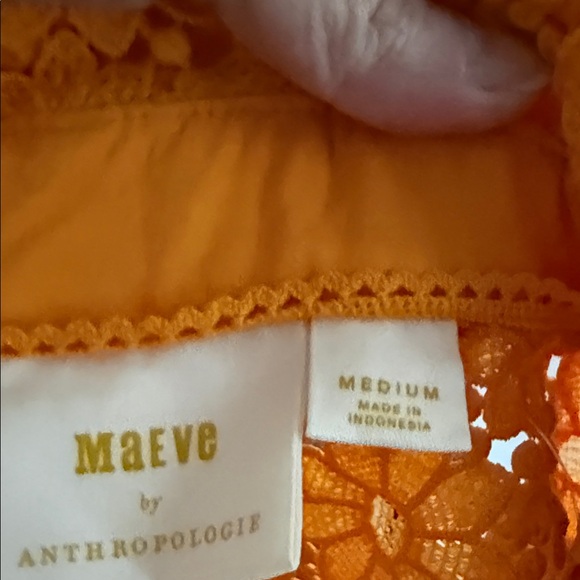 MaEVe
by
ANTHROPOLOGIE
MEDIUM
MADE IN
INDONESIA